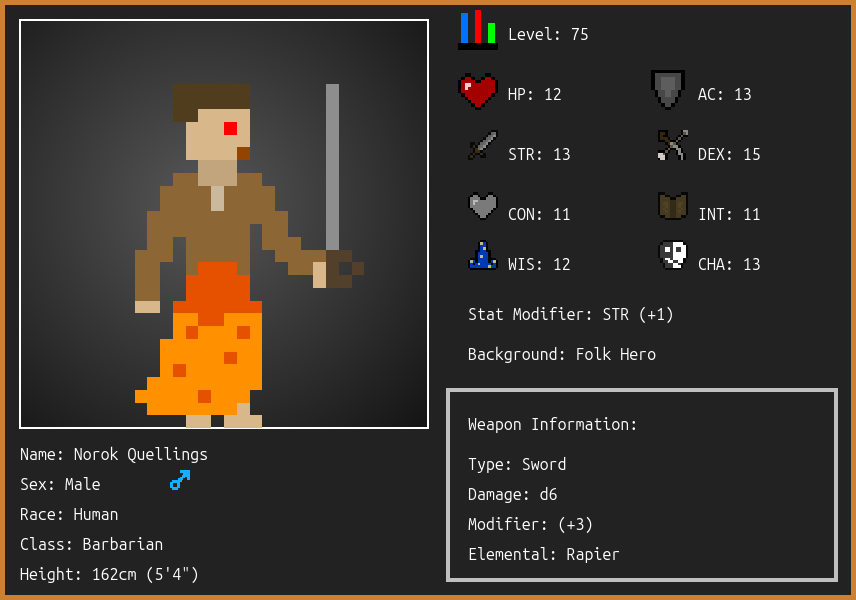 Level: 75
HP: 12
AC: 13
STR: 13
DEX: 15
CON: 11
INT: 11
WIS: 12
CHA: 13
Stat Modifier: STR (+1)
Background: Folk Hero
Weapon Information:
Type: Sword
Damage: d6
Modifier: (+3)
Elemental: Rapier
Name: Norok Quellings
Sex: Male
Race: Human
Class: Barbarian
Height: 162cm (5'4")